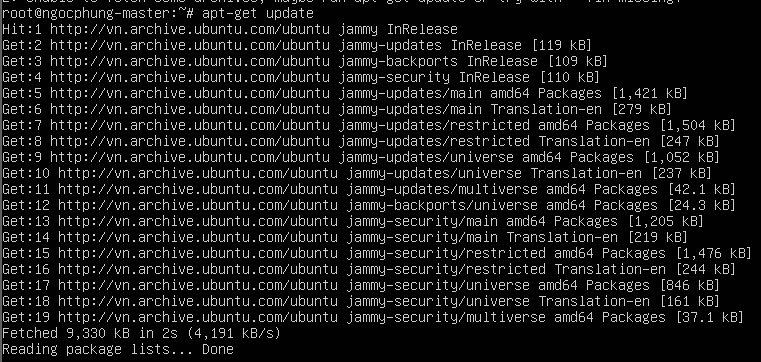 E: Unable to fetch some archives, maybe run apt-get update or try with --fix-missing?
root@ngocphung-master:~# apt-get update
Hit:1 http://vn.archive.ubuntu.com/ubuntu jammy InRelease
Get:2 http://vn.archive.ubuntu.com/ubuntu jammy-updates InRelease [119 kB]
Get:3 http://vn.archive.ubuntu.com/ubuntu jammy-backports InRelease [109 kB]
Get:4 http://vn.archive.ubuntu.com/ubuntu jammy-security InRelease [110 kB]
Get:5 http://vn.archive.ubuntu.com/ubuntu jammy-updates/main amd64 Packages [1,421 kB]
Get:6 http://vn.archive.ubuntu.com/ubuntu jammy-updates/main Translation-en [279 kB]
Get:7 http://vn.archive.ubuntu.com/ubuntu jammy-updates/restricted amd64 Packages [1,504 kB]
Get:8 http://vn.archive.ubuntu.com/ubuntu jammy-updates/restricted Translation-en [247 kB]
Get:9 http://vn.archive.ubuntu.com/ubuntu jammy-updates/universe amd64 Packages [1,052 kB]
Get:10 http://vn.archive.ubuntu.com/ubuntu jammy-updates/universe Translation-en [237 kB]
Get:11 http://vn.archive.ubuntu.com/ubuntu jammy-updates/multiverse amd64 Packages [42.1 kB]
Get:12 http://vn.archive.ubuntu.com/ubuntu jammy-backports/universe amd64 Packages [24.3 kB]
Get:13 http://vn.archive.ubuntu.com/ubuntu jammy-security/main amd64 Packages [1,205 kB]
Get:14 http://vn.archive.ubuntu.com/ubuntu jammy-security/main Translation-en [219 kB]
Get:15 http://vn.archive.ubuntu.com/ubuntu jammy-security/restricted amd64 Packages [1,476 kB]
Get:16 http://vn.archive.ubuntu.com/ubuntu jammy-security/restricted Translation-en [244 kB]
Get:17 http://vn.archive.ubuntu.com/ubuntu jammy-security/universe amd64 Packages [846 kB]
Get:18 http://vn.archive.ubuntu.com/ubuntu jammy-security/universe Translation-en [161 kB]
Get:19 http://vn.archive.ubuntu.com/ubuntu jammy-security/multiverse amd64 Packages [37.1 kB]
Fetched 9,330 kB in 2s (4,191 kB/s)
Reading package lists... Done